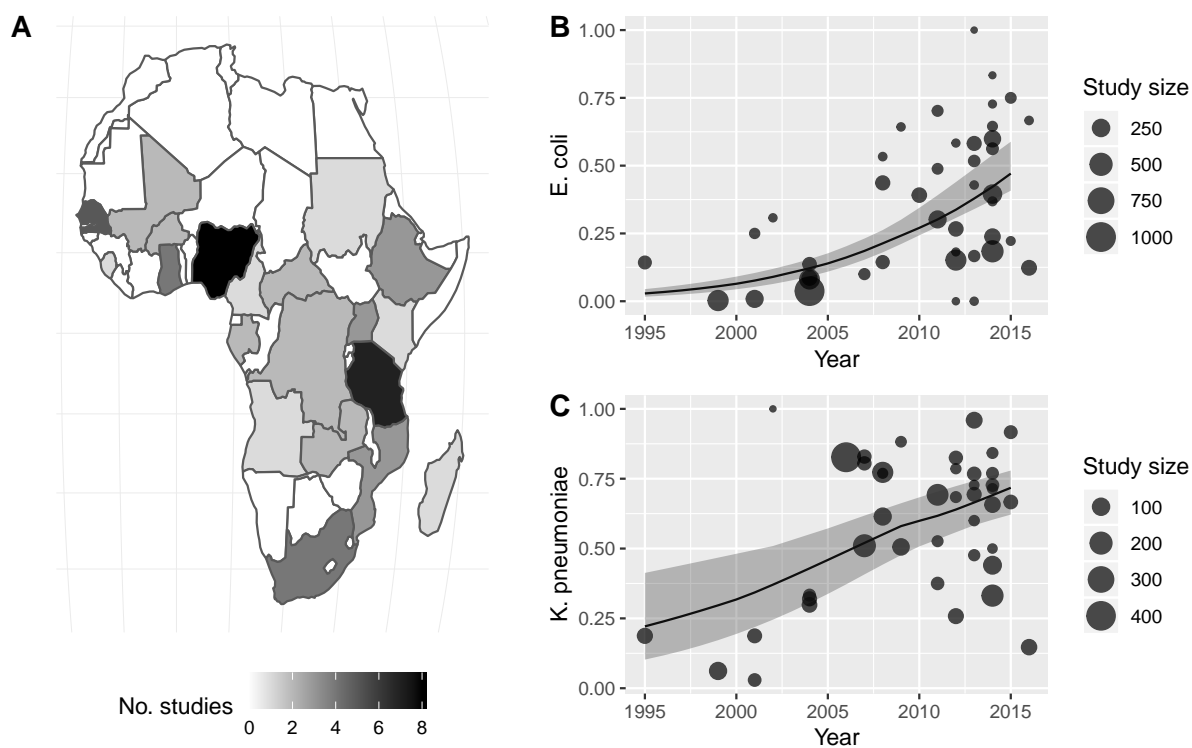 A
No. studies
0 2 4 6 8
B
E. coli
1.00
0.75
0.50
0.25
0.00
1995 2000 2005 2010 2015
Year
Study size
250
500
750
1000
C
K. pneumoniae
1.00
0.75
0.50
0.25
0.00
1995 2000 2005 2010 2015
Year
Study size
100
200
300
400